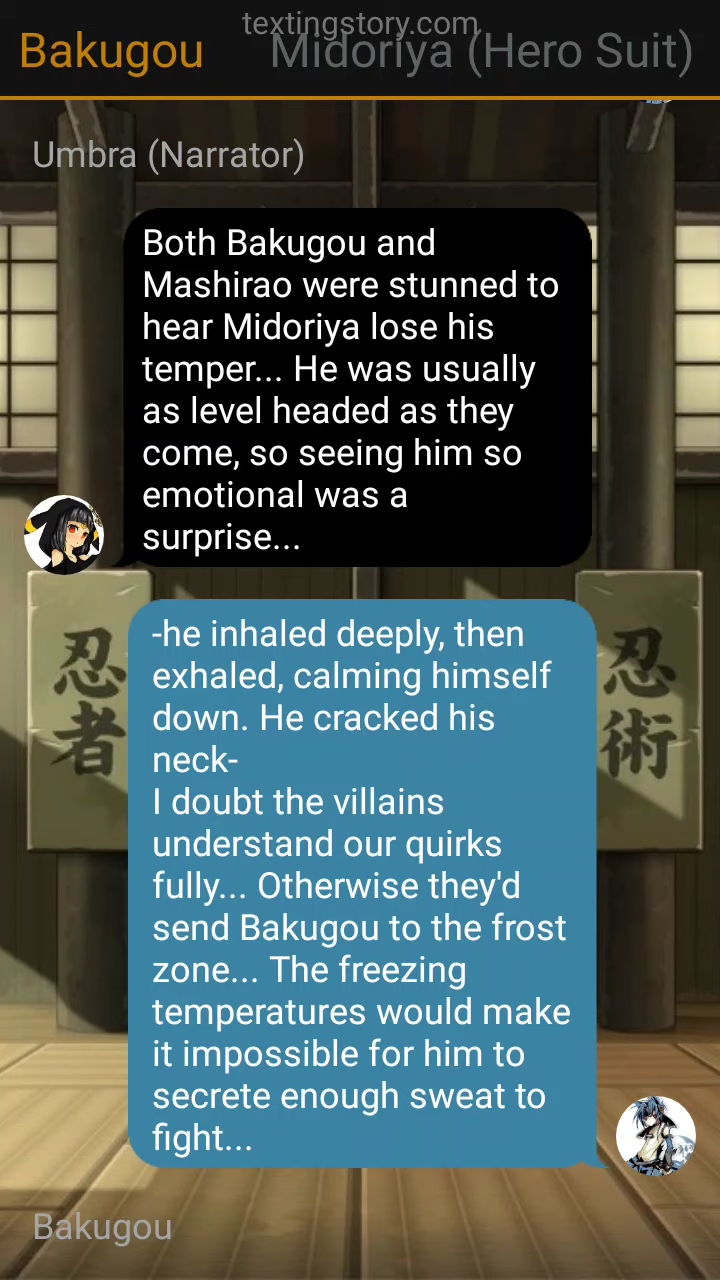 textingstory.com
Bakugou
Midoriya (Hero Suit)
Umbra (Narrator)
Both Bakugou and
Mashirao were stunned to
hear Midoriya lose his
temper... He was usually
as level headed as they
come, so seeing him so
emotional was a
surprise...
忍者
忍術
-he inhaled deeply, then
exhaled, calming himself
down. He cracked his
neck-
I doubt the villains
understand our quirks
fully... Otherwise they'd
send Bakugou to the frost
zone... The freezing
temperatures would make
it impossible for him to
secrete enough sweat to
fight...
Bakugou